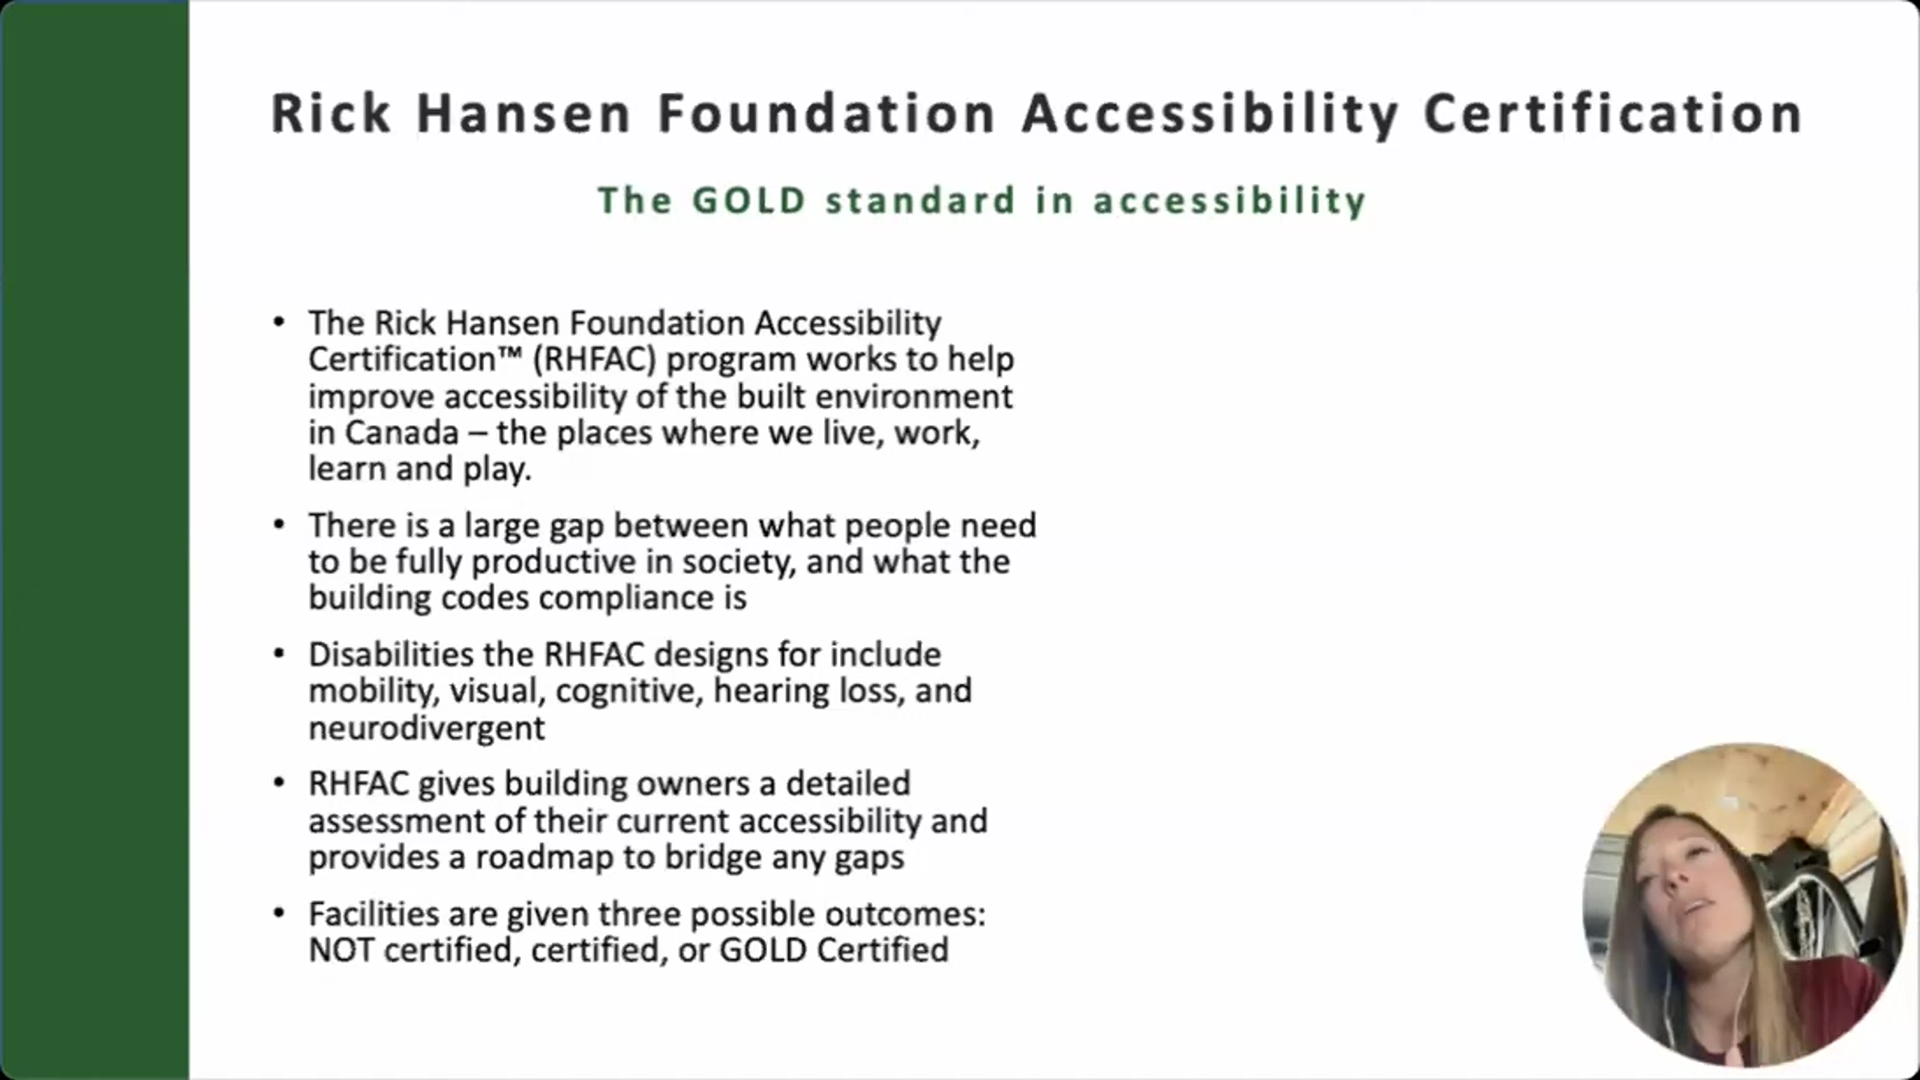 Rick Hansen Foundation Accessibility Certification
The GOLD standard in accessibility
• The Rick Hansen Foundation Accessibility
Certification™ (RHFAC) program works to help
improve accessibility of the built environment
in Canada – the places where we live, work,
learn and play.
• There is a large gap between what people need
to be fully productive in society, and what the
building codes compliance is
• Disabilities the RHFAC designs for include
mobility, visual, cognitive, hearing loss, and
neurodivergent
• RHFAC gives building owners a detailed
assessment of their current accessibility and
provides a roadmap to bridge any gaps
• Facilities are given three possible outcomes:
NOT certified, certified, or GOLD Certified